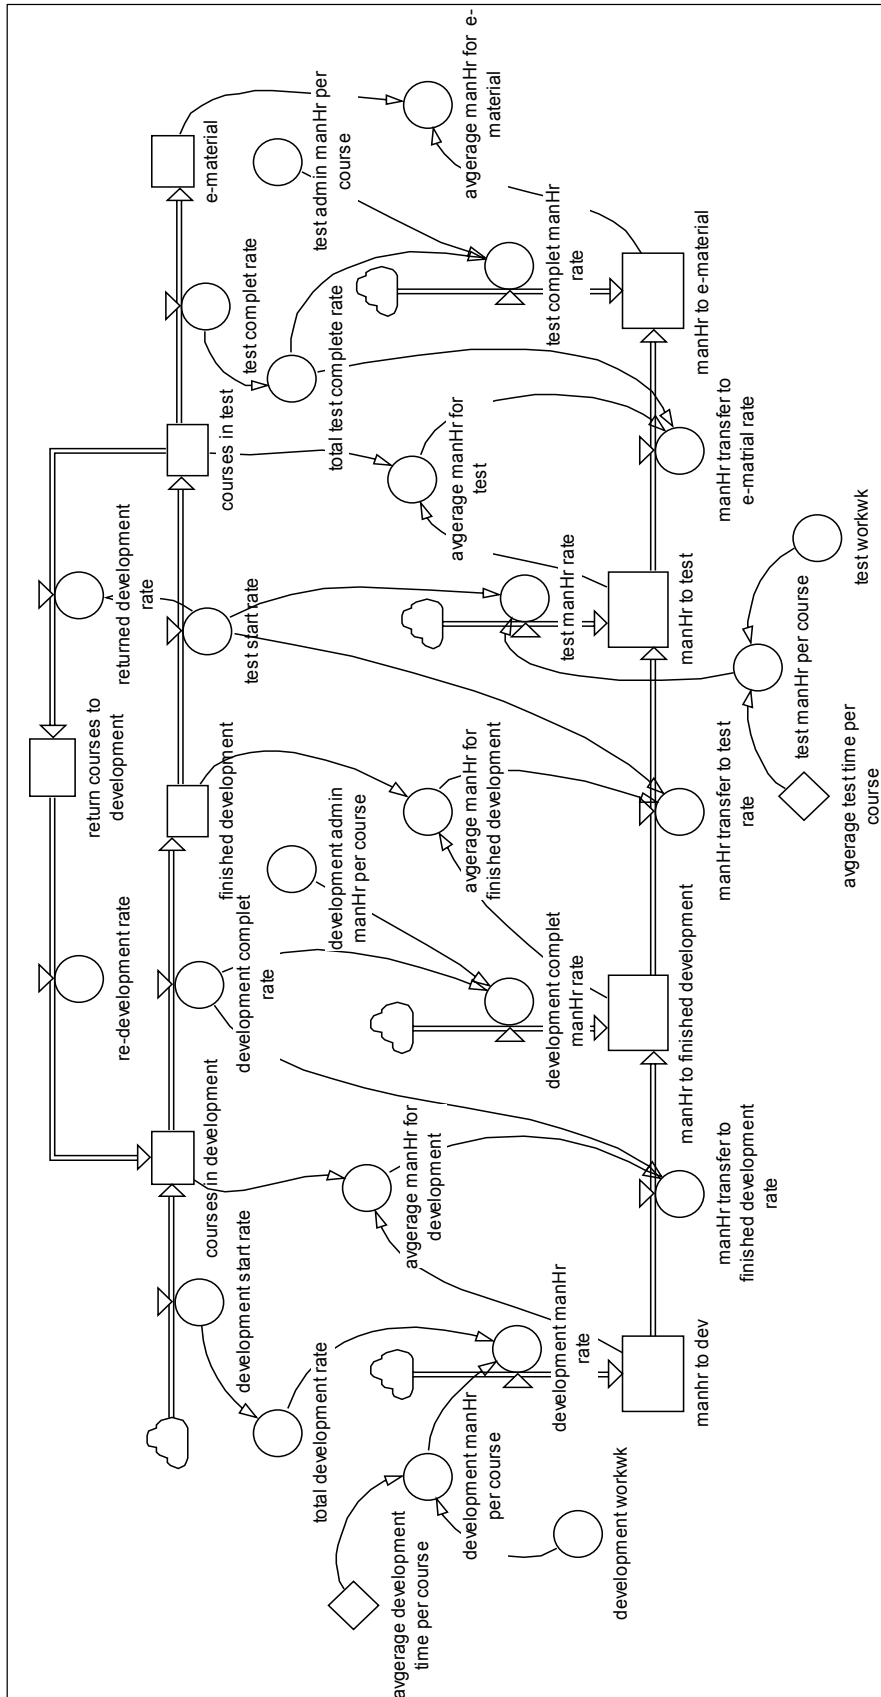 re-development rate
return courses to
development
returned development
rate
courses in development
finished development
courses in test
e-material
development start rate
development complet
rate
test start rate
test complet rate
total development rate
development admin
manHr per course
total test complete rate
test admin manHr per
course
avgerage development
time per course
development manHr
per course
avgerage manHr for
development
avgerage manHr for
finished development
avgerage manHr for
test
avgerage manHr for e-
material
development manHr
rate
development complet
manHr rate
test manHr rate
test complet manHr
rate
development workwk
manhr to dev
manHr to finished development
manHr to test
manHr to e-material
manHr transfer to
finished development
rate
manHr transfer to test
rate
manHr transfer to
e-matrial rate
test manHr per course
avgerage test time per
course
test workwk